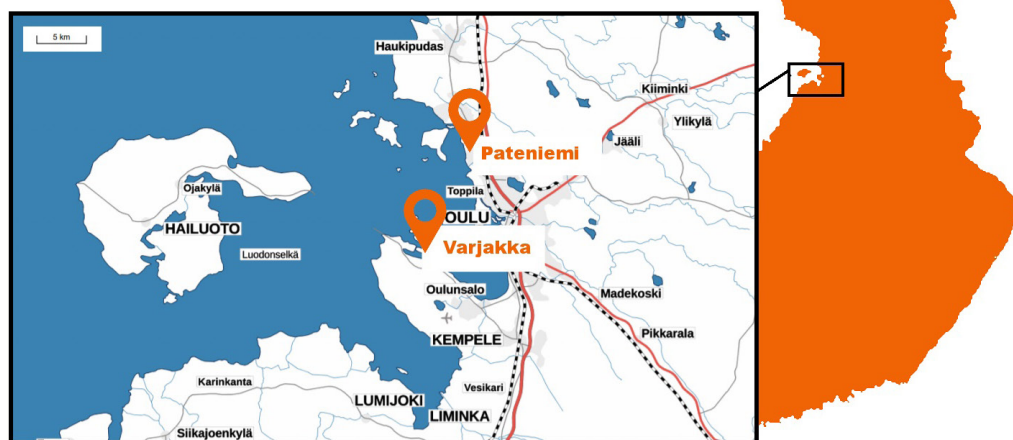 5 km
Haukipudas
Kiiminki
Ylikylä
Jääli
Pateniemi
Ojakylä
Toppila
OULU
HAILUOTO
Varjakka
Luodonselkä
Oulunsalo
Madekoski
Pikkarala
KEMPELE
Karinkanta
Vesikari
LUMIJOKI
LIMINKA
Siikajoenkylä